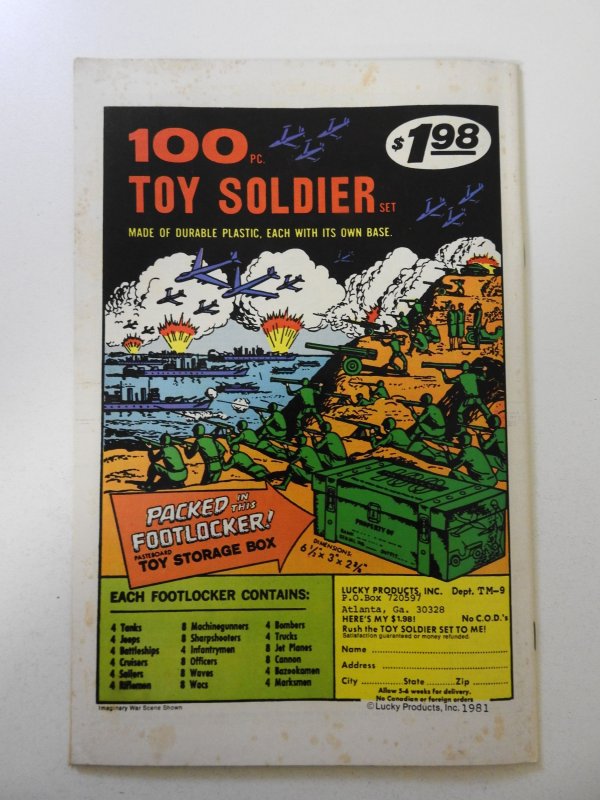 100 PC.
$1.98
TOY SOLDIER SET
MADE OF DURABLE PLASTIC, EACH WITH ITS OWN BASE.
PACKED IN THIS
FOOTLOCKER!
PASTEBOARD
TOY STORAGE BOX
PROPERTY OF
DIMENSIONS:
6½" x 3" x 2⅝"
EACH FOOTLOCKER CONTAINS:
4 Tanks
4 Jeeps
4 Battleships
4 Cruisers
4 Sailors
4 Riflemen
8 Machinegunners
8 Sharpshooters
4 Infantrymen
8 Officers
8 Waves
8 Wacs
4 Bombers
4 Trucks
8 Jet Planes
8 Cannon
4 Bazookamen
4 Marksmen
LUCKY PRODUCTS, INC. Dept. TM-9
P.O.Box 720597
Atlanta, Ga. 30328
HERE'S MY $1.98! No C.O.D.'s
Rush the TOY SOLDIER SET TO ME!
Satisfaction guaranteed or money refunded.
Name
Address
City State Zip
Allow 5-6 weeks for delivery.
No Canadian or foreign orders
Imaginary War Scene Shown
©Lucky Products, Inc. 1981